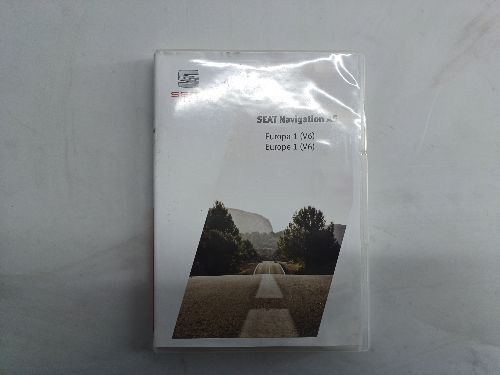 SEAT Navigation
Europa 1 (V6)
Europe 1 (V6)